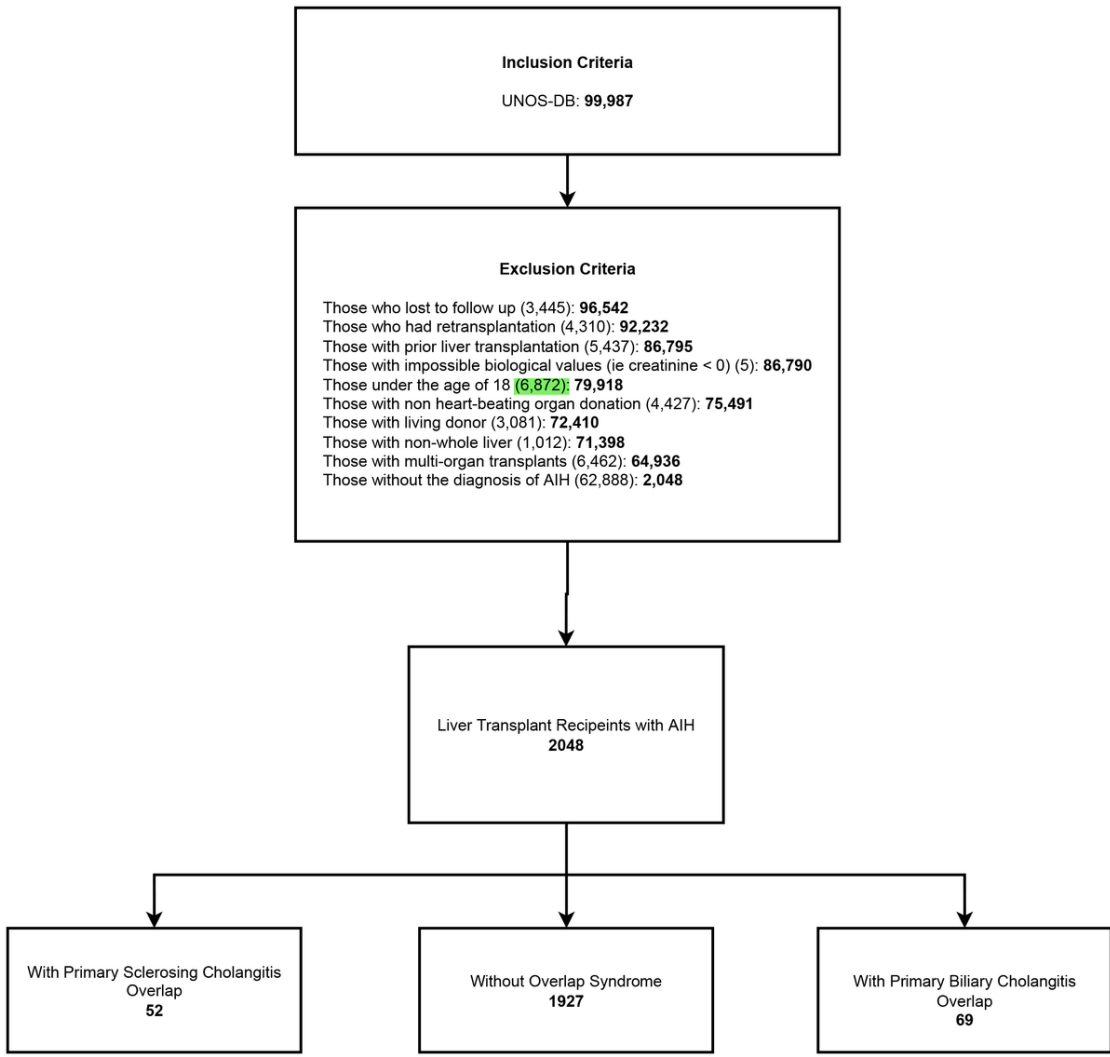 Inclusion Criteria
UNOS-DB: 99,987
Exclusion Criteria
Those who lost to follow up (3,445): 96,542
Those who had retransplantation (4,310): 92,232
Those with prior liver transplantation (5,437): 86,795
Those with impossible biological values (ie creatinine < 0) (5): 86,790
Those under the age of 18 (6,872): 79,918
Those with non heart-beating organ donation (4,427): 75,491
Those with living donor (3,081): 72,410
Those with non-whole liver (1,012): 71,398
Those with multi-organ transplants (6,462): 64,936
Those without the diagnosis of AIH (62,888): 2,048
Liver Transplant Recipeints with AIH
2048
With Primary Sclerosing Cholangitis
Overlap
52
Without Overlap Syndrome
1927
With Primary Biliary Cholangitis
Overlap
69